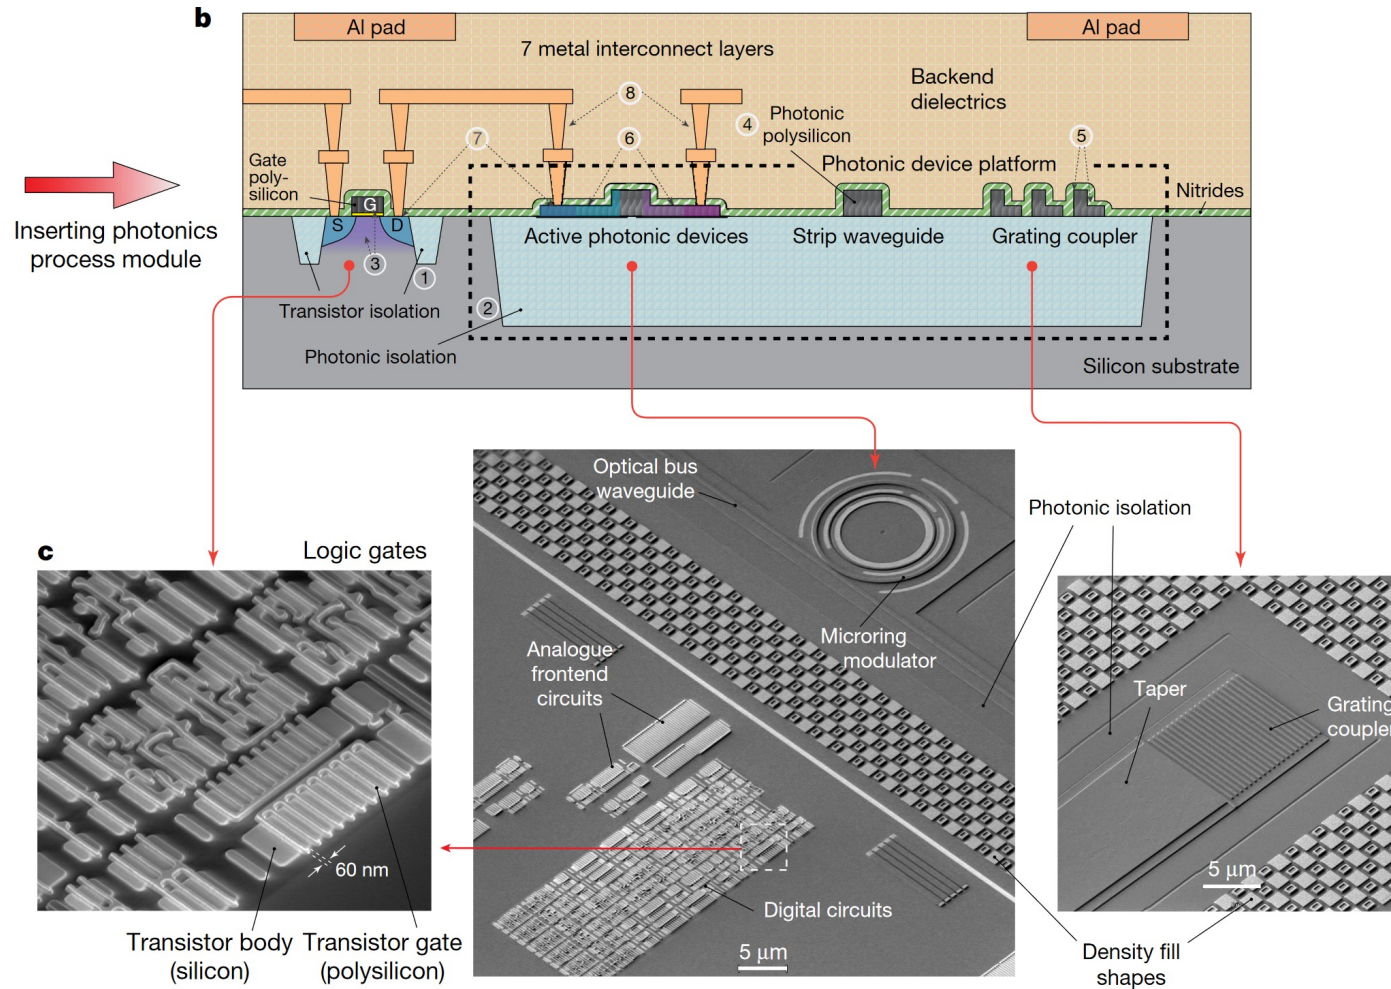 b
Al pad
Al pad
7 metal interconnect layers
Backend
dielectrics
8
4
Photonic
polysilicon
5
7
6
Photonic device platform
Gate
poly-
silicon
G
Nitrides
S
D
Inserting photonics
process module
Active photonic devices
Strip waveguide
Grating coupler
3
1
2
Transistor isolation
Photonic isolation
Silicon substrate
Optical bus
waveguide
Photonic isolation
c
Logic gates
Microring
modulator
Analogue
frontend
circuits
Taper
Grating
coupler
60 nm
5 μm
Digital circuits
5 μm
Transistor body
(silicon)
Transistor gate
(polysilicon)
Density fill
shapes